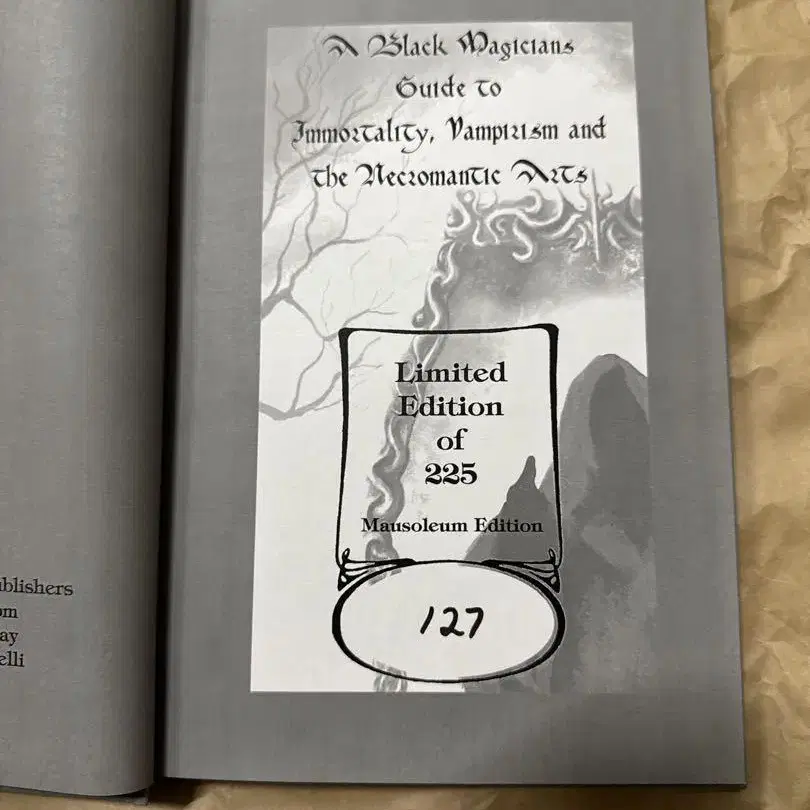 A Black Magicians
Guide to
Immortality, Vampirism and
the Necromantic Arts
Limited
Edition
of
225
Mausoleum Edition
127
blishers
om
ay
elli